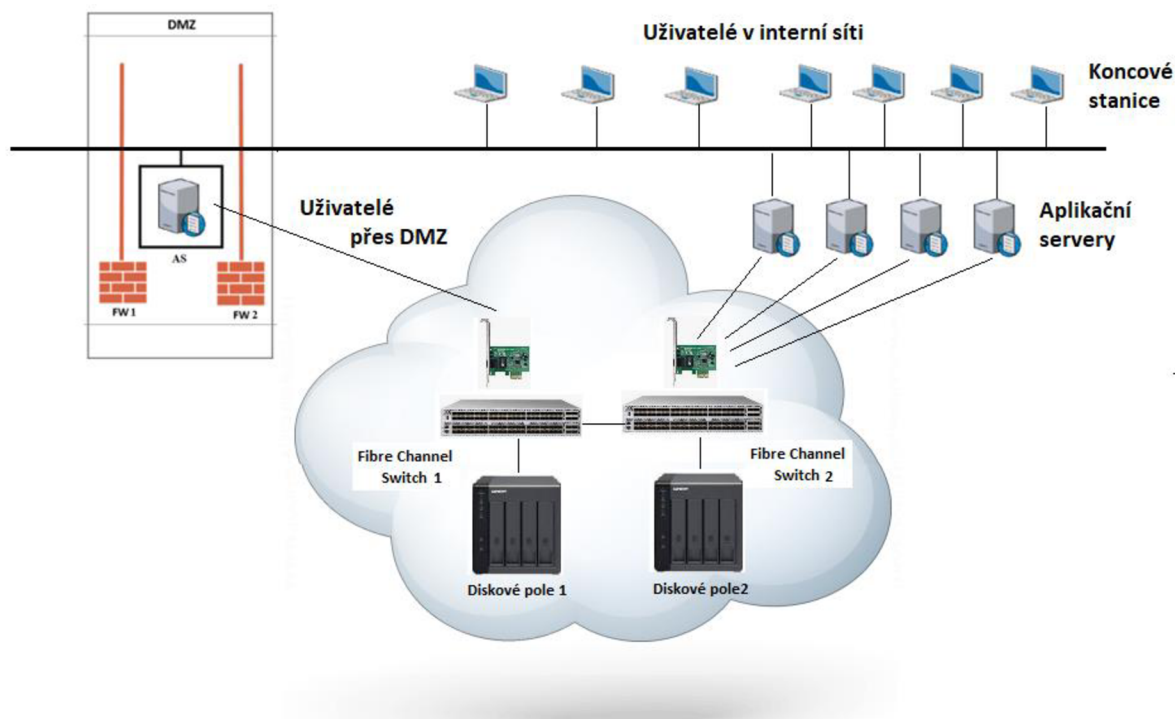 DMZ
Uživatelé v interní síti
Koncové
stanice
Uživatelé
přes DMZ
Aplikační
servery
AS
FW 1
FW 2
Fibre Channel
Switch 1
Fibre Channel
Switch 2
Diskové pole 1
Diskové pole2